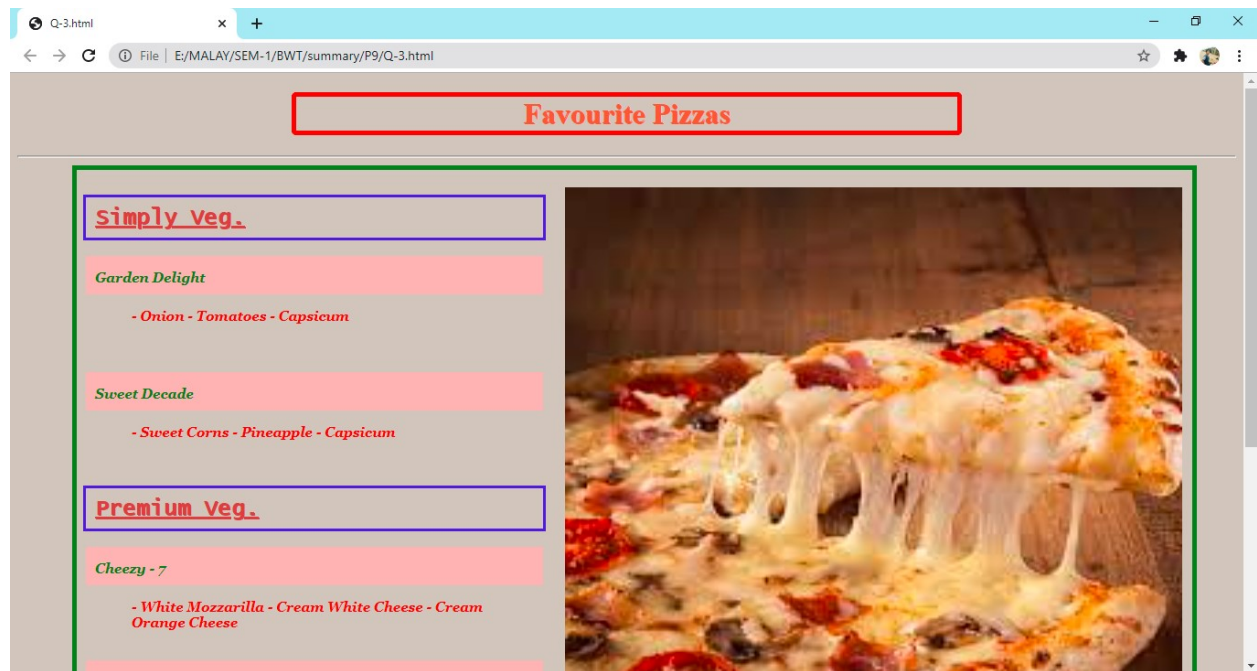 Q-3.html
File | E:/MALAY/SEM-1/BWT/summary/P9/Q-3.html
Favourite Pizzas
Simply Veg.
Garden Delight
- Onion - Tomatoes - Capsicum
Sweet Decade
- Sweet Corns - Pineapple - Capsicum
Premium Veg.
Cheezy - 7
- White Mozzarilla - Cream White Cheese - Cream
Orange Cheese